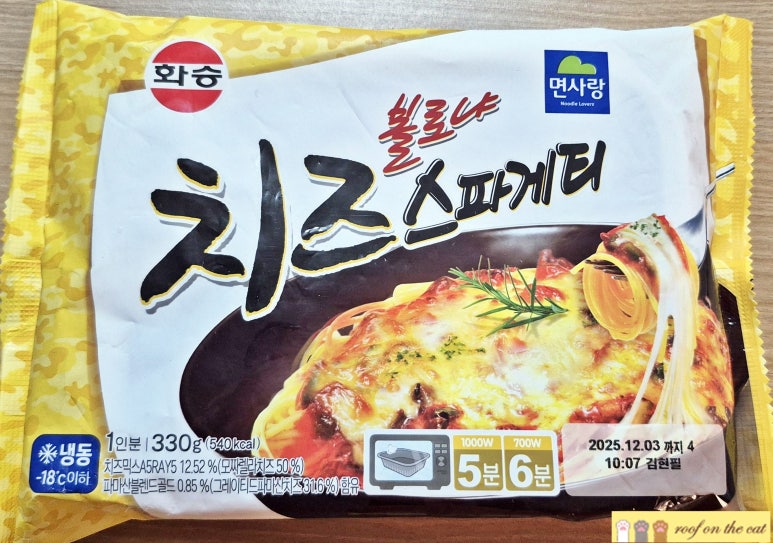 화승
면사랑
Noodle Lovers
볼로냐
치즈 스파게티
냉동
-18℃이하
1인분 | 330g (540kcal)
치즈믹스A5RAY5 12.52 % (모짜렐라치즈 50 %)
파마산블렌드골드 0.85 % (그레이티드파마산치즈 31.6 %) 함유
1000W
5분
700W
6분
2025.12.03 까지 4
10:07 김현필
roof on the cat